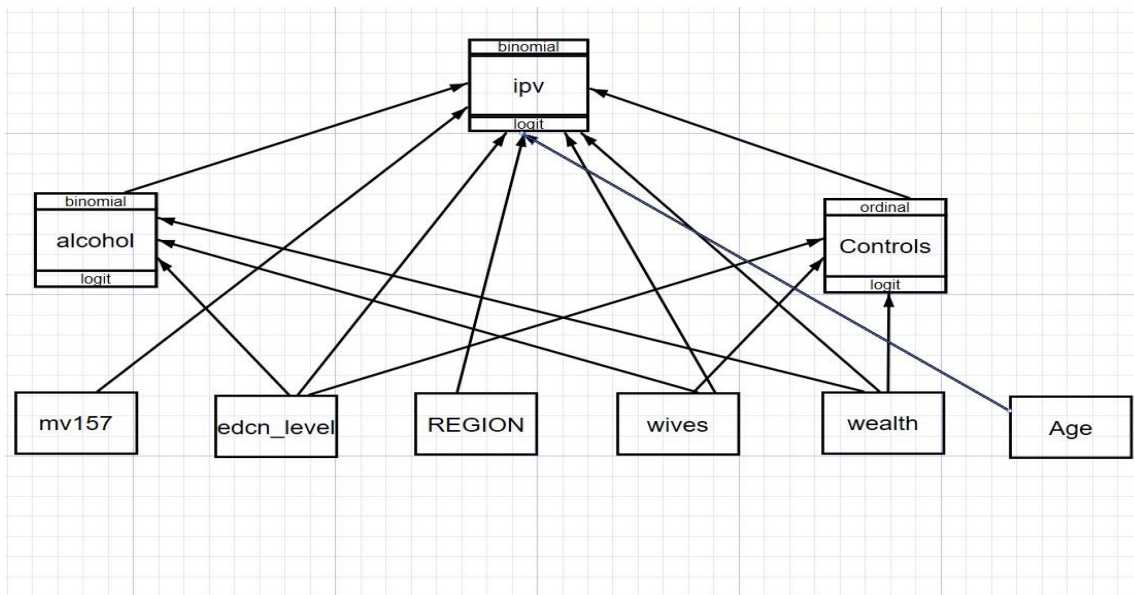 binomial
ipv
logit
binomial
alcohol
logit
ordinal
Controls
logit
mv157
edcn_level
REGION
wives
wealth
Age